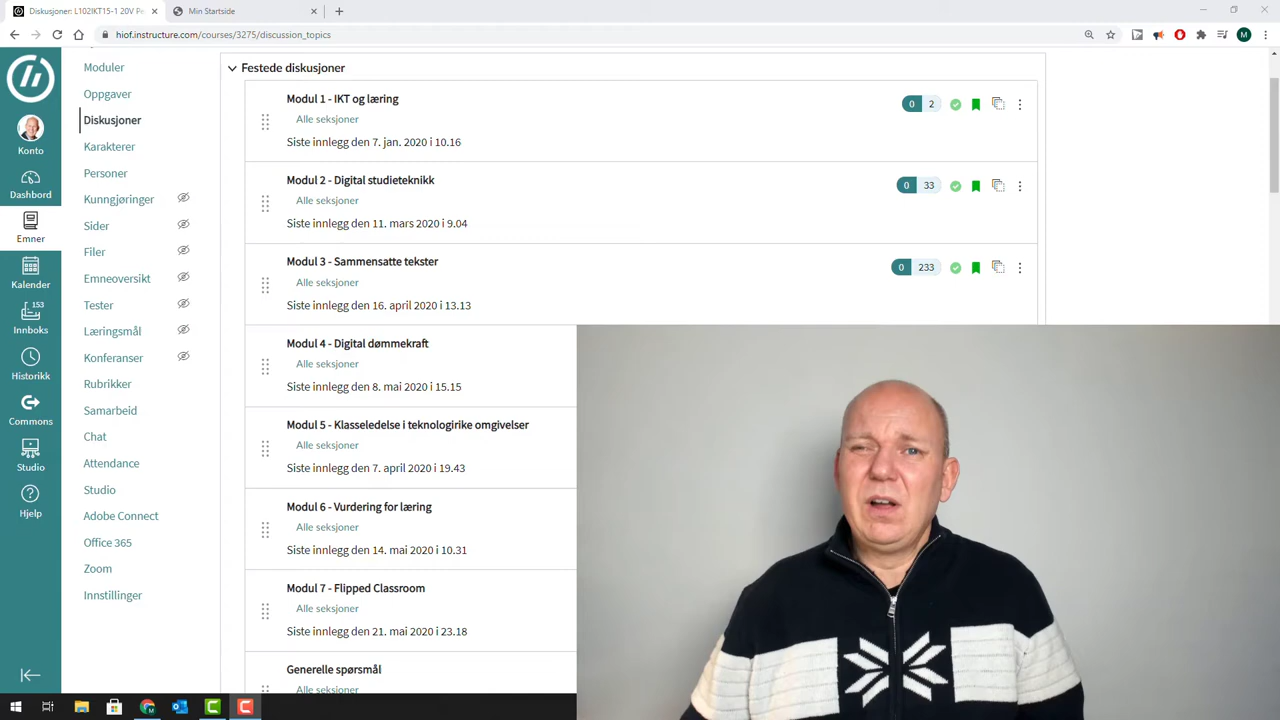 Diskusjoner: L102IKT15-1 20V Pe
Min Startside
hiof.instructure.com/courses/3275/discussion_topics
M
Konto
Dashbord
Emner
Kalender
153
Innboks
Historikk
Commons
Studio
Hjelp
Moduler
Oppgaver
Diskusjoner
Karakterer
Personer
Kunngjøringer
Sider
Filer
Emneoversikt
Tester
Læringsmål
Konferanser
Rubrikker
Samarbeid
Chat
Attendance
Studio
Adobe Connect
Office 365
Zoom
Innstillinger
Festede diskusjoner
Modul 1 - IKT og læring
Alle seksjoner
Siste innlegg den 7. jan. 2020 i 10.16
0 2
Modul 2 - Digital studieteknikk
Alle seksjoner
Siste innlegg den 11. mars 2020 i 9.04
0 33
Modul 3 - Sammensatte tekster
Alle seksjoner
Siste innlegg den 16. april 2020 i 13.13
0 233
Modul 4 - Digital dømmekraft
Alle seksjoner
Siste innlegg den 8. mai 2020 i 15.15
Modul 5 - Klasseledelse i teknologirike omgivelser
Alle seksjoner
Siste innlegg den 7. april 2020 i 19.43
Modul 6 - Vurdering for læring
Alle seksjoner
Siste innlegg den 14. mai 2020 i 10.31
Modul 7 - Flipped Classroom
Alle seksjoner
Siste innlegg den 21. mai 2020 i 23.18
Generelle spørsmål
Alle seksjoner